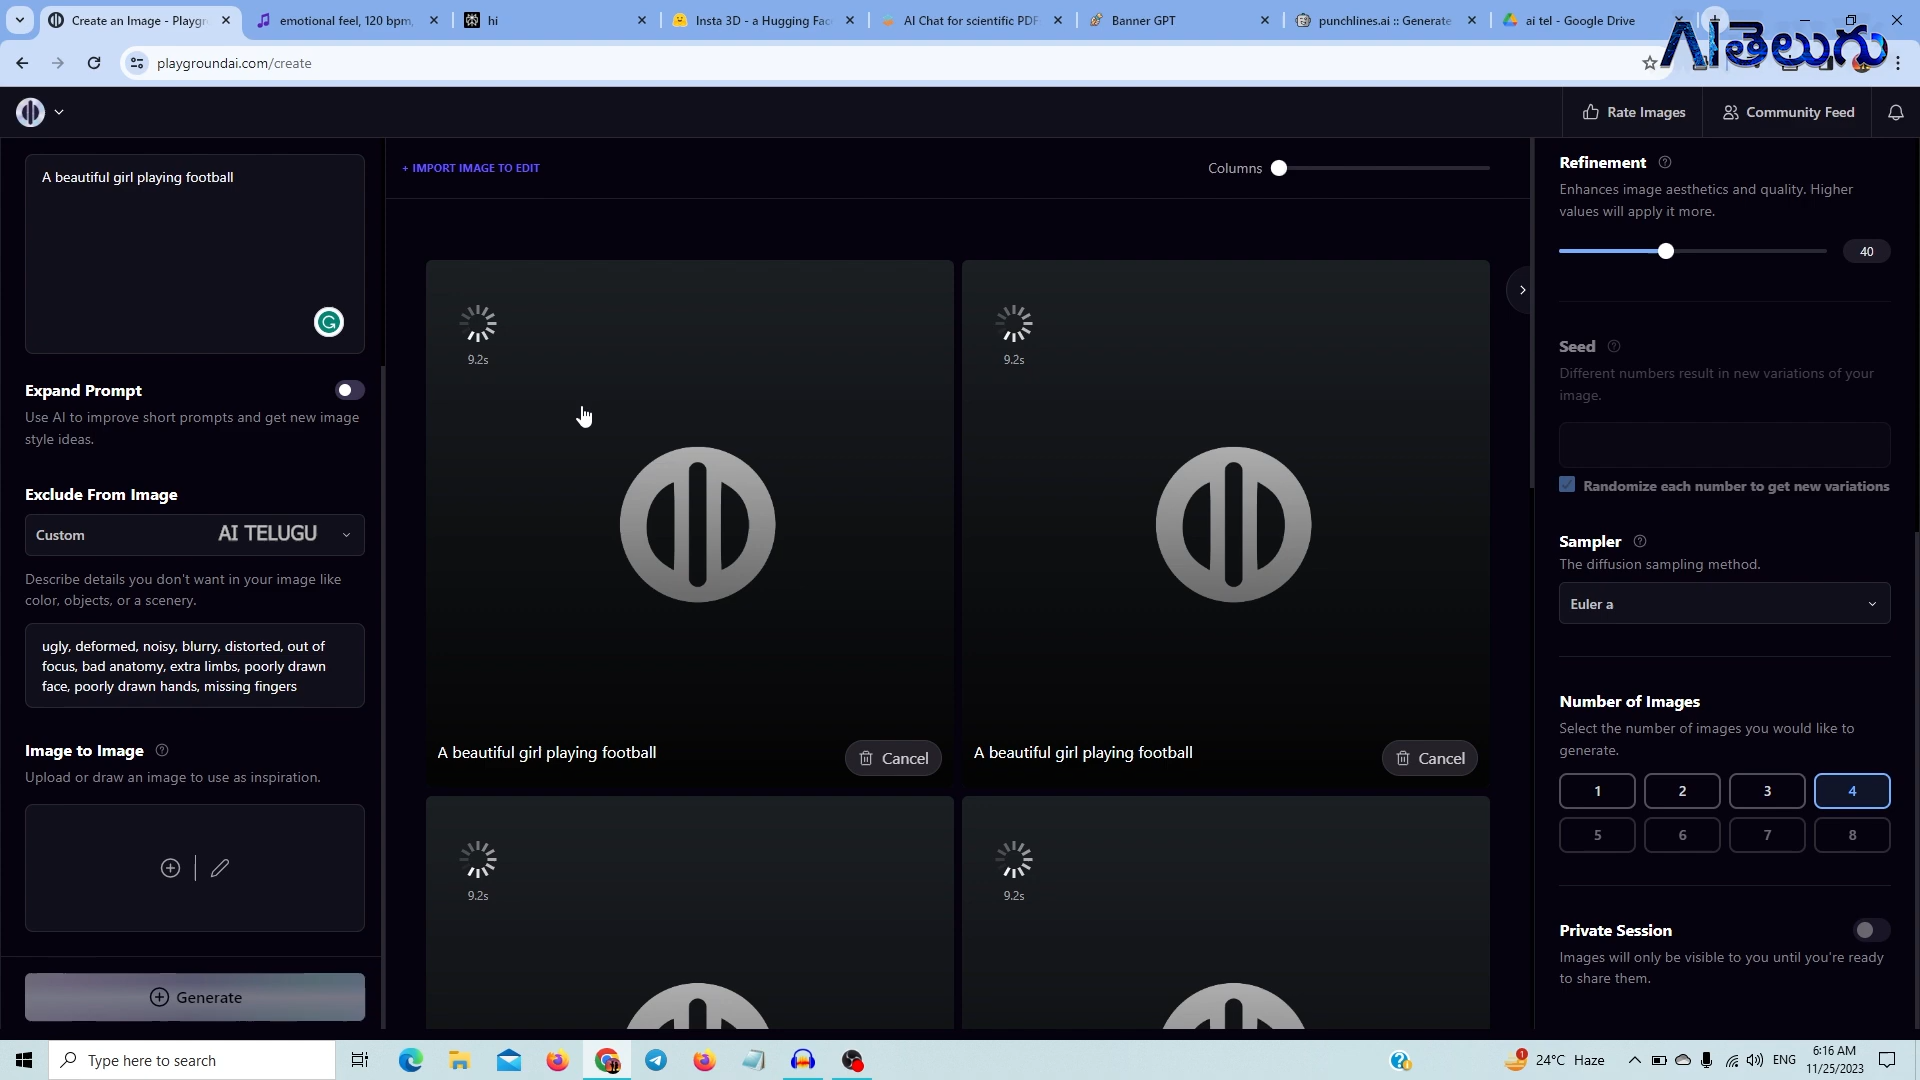 Create an Image - Playgr
emotional feel, 120 bpm,
hi
Insta 3D - a Hugging Fac
AI Chat for scientific PDF
Banner GPT
punchlines.ai :: Generate
ai tel - Google Drive
AIతెలుగు
playgroundai.com/create
Rate Images
Community Feed
A beautiful girl playing football
Expand Prompt
Use AI to improve short prompts and get new image
style ideas.
Exclude From Image
Custom
AI TELUGU
Describe details you don't want in your image like
color, objects, or a scenery.
ugly, deformed, noisy, blurry, distorted, out of
focus, bad anatomy, extra limbs, poorly drawn
face, poorly drawn hands, missing fingers
Image to Image
Upload or draw an image to use as inspiration.
Generate
+ IMPORT IMAGE TO EDIT
Columns
9.2s
9.2s
A beautiful girl playing football
Cancel
A beautiful girl playing football
Cancel
9.2s
9.2s
Refinement
Enhances image aesthetics and quality. Higher
values will apply it more.
40
Seed
Different numbers result in new variations of your
image.
Randomize each number to get new variations
Sampler
The diffusion sampling method.
Euler a
Number of Images
Select the number of images you would like to
generate.
1 2 3 4
5 6 7 8
Private Session
Images will only be visible to you until you're ready
to share them.
Type here to search
1
24°C Haze
ENG
6:16 AM
11/25/2023